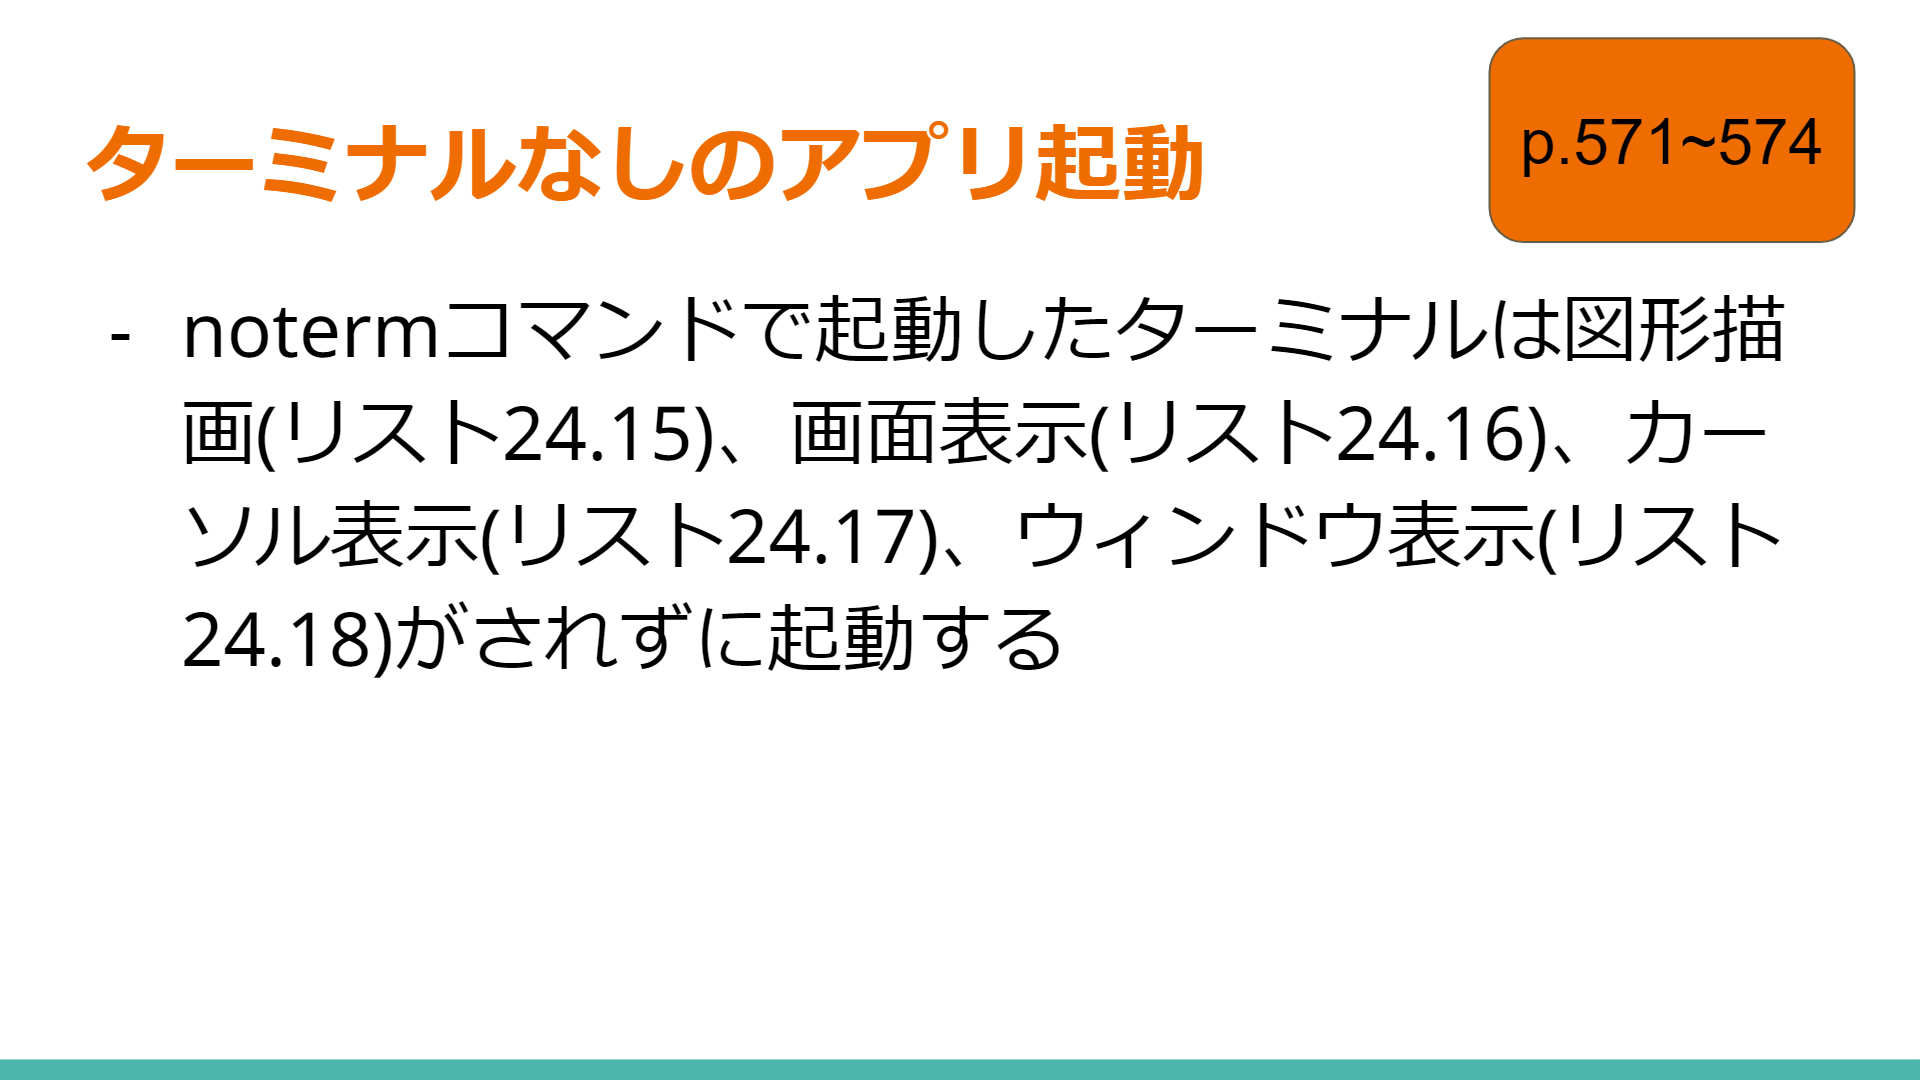 ターミナルなしのアプリ起動
p.571~574
- notermコマンドで起動したターミナルは図形描
画(リスト24.15)、画面表示(リスト24.16)、カー
ソル表示(リスト24.17)、ウィンドウ表示(リスト
24.18)がされずに起動する